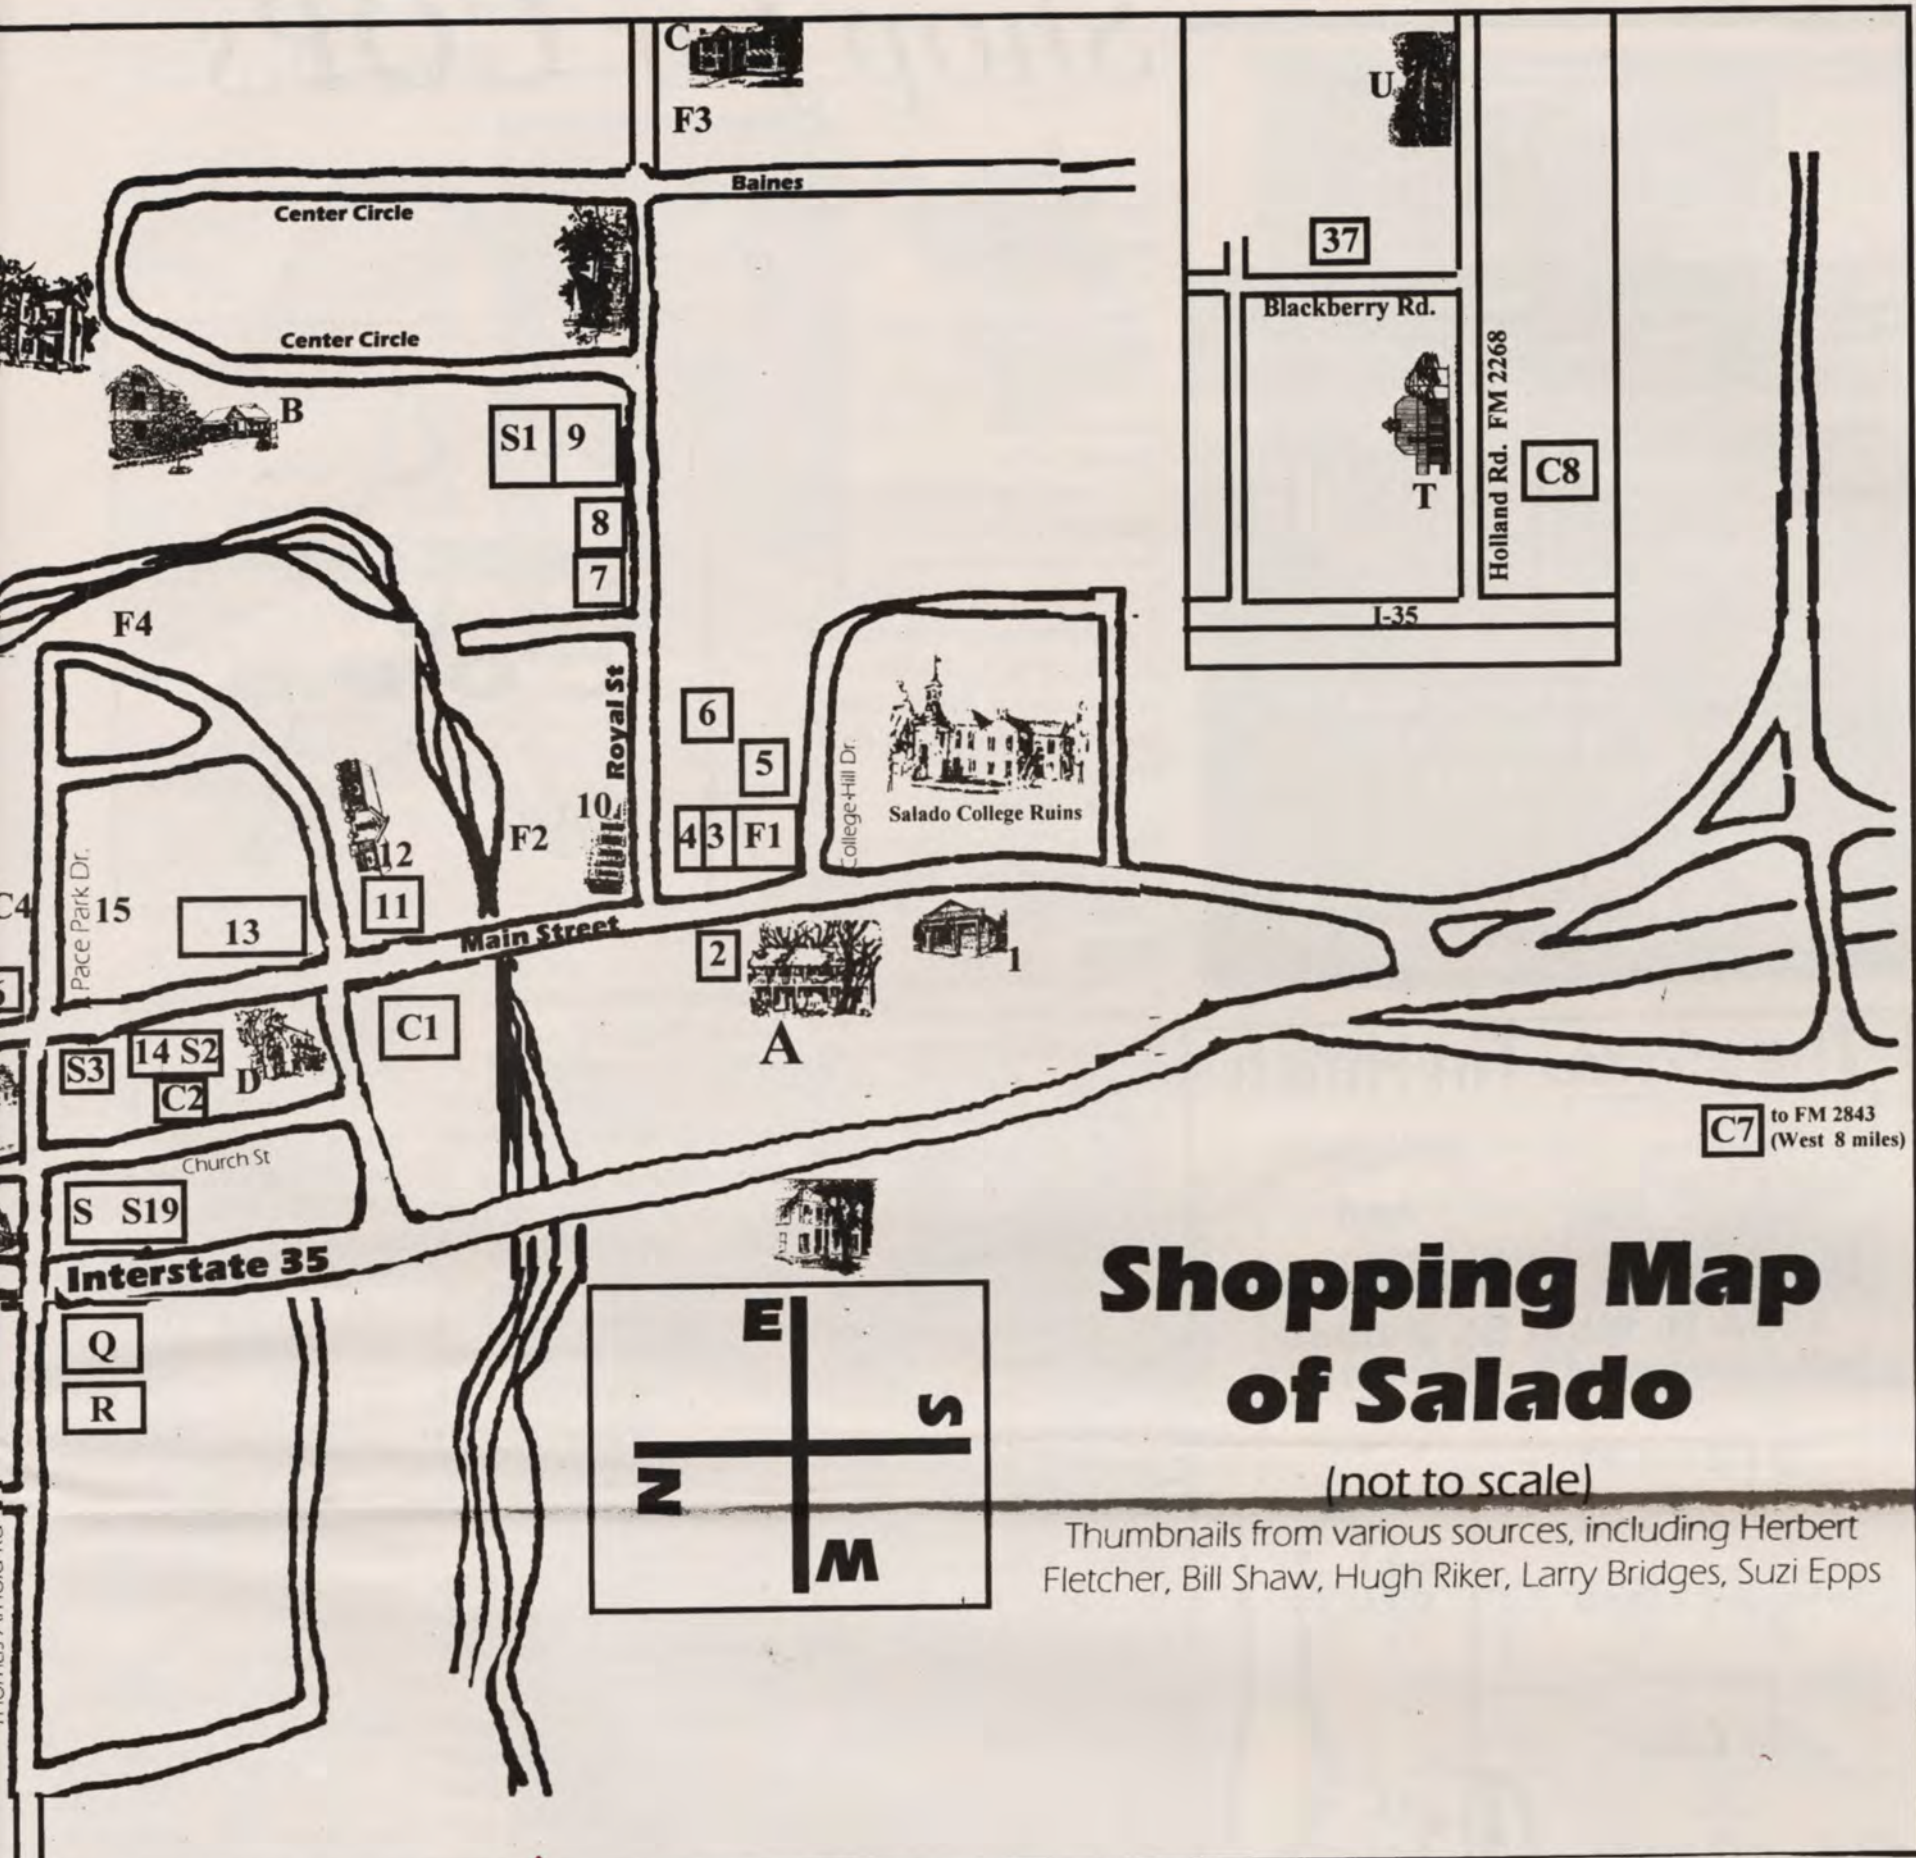 C
F3
U
Baines
Center Circle
37
Blackberry Rd.
Center Circle
Holland Rd. FM 2268
B
S1 9
C8
T
8
7
I-35
F4
Royal St
6
5
College Hill Dr.
Salado College Ruins
10
F2
4 3 F1
12
11
C4
Pace Park Dr.
15
13
Main Street
2
1
A
C1
14 S2
S3
D
C2
C7
to FM 2843
(West 8 miles)
Church St
S S19
Interstate 35
Q
R
E
S
N
W
Shopping Map
of Salado
(not to scale)
Thumbnails from various sources, including Herbert
Fletcher, Bill Shaw, Hugh Riker, Larry Bridges, Suzi Epps